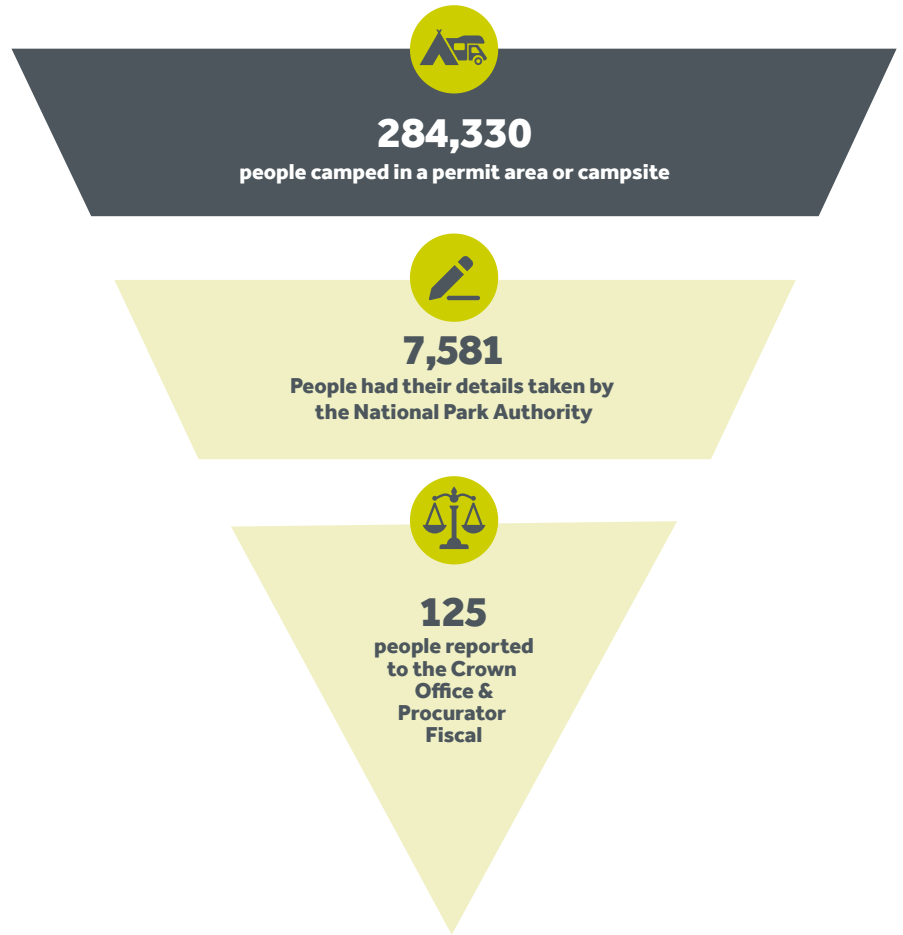 284,330
people camped in a permit area or campsite
7,581
People had their details taken by
the National Park Authority
125
people reported
to the Crown
Office &
Procurator
Fiscal